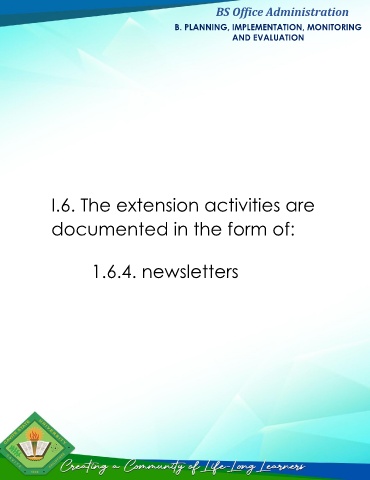 BS Office Administration
B. PLANNING, IMPLEMENTATION, MONITORING
AND EVALUATION
I.6. The extension activities are
documented in the form of:
1.6.4. newsletters
Creating a Community of Life-Long Learners